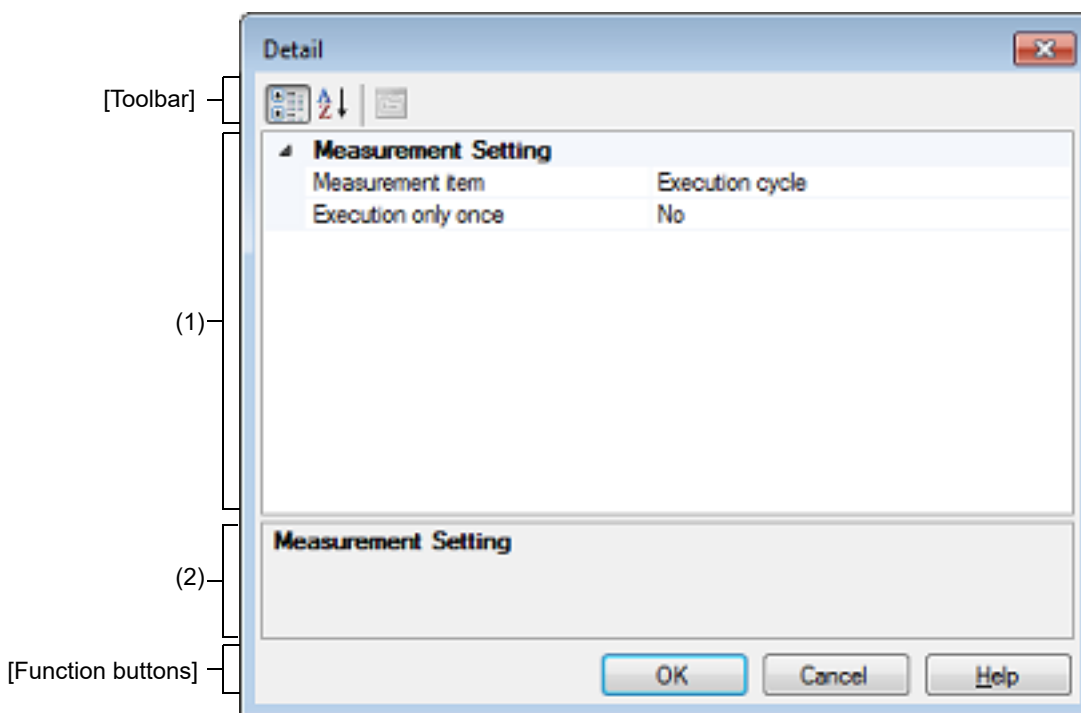 Detail
[Toolbar]
Measurement Setting
Measurement item Execution cycle
Execution only once No
(1)
Measurement Setting
(2)
[Function buttons]
OK Cancel Help